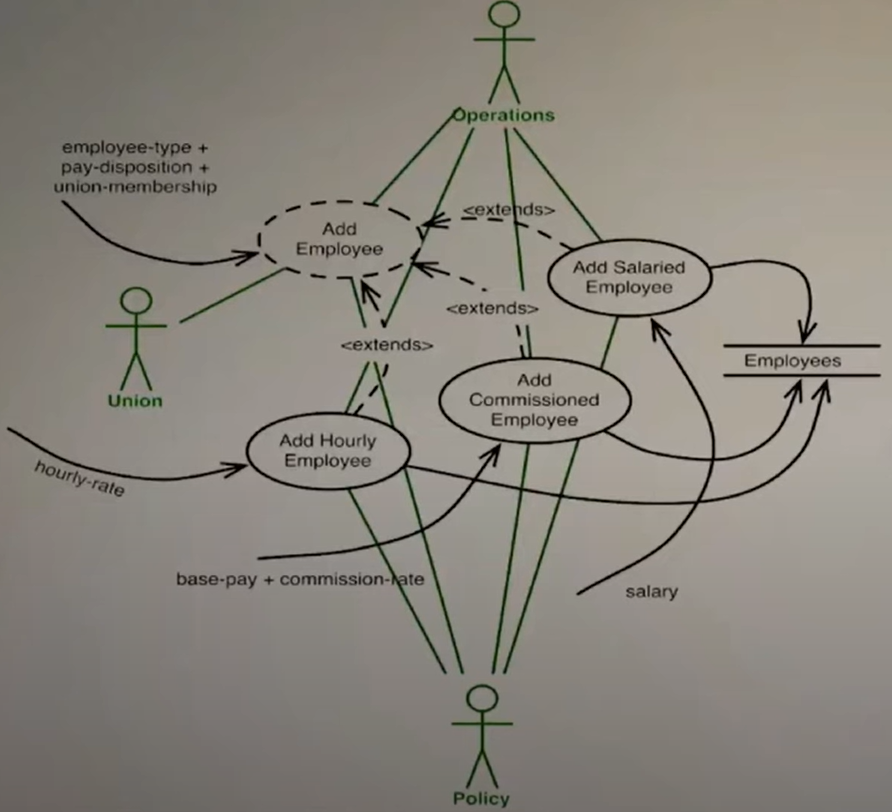 Operations
employee-type +
pay-disposition +
union-membership
<extends>
Add
Employee
Add Salaried
Employee
<extends>
<extends>
Employees
Union
Add
Commissioned
Employee
Add Hourly
Employee
hourly-rate
base-pay + commission-rate
salary
Policy